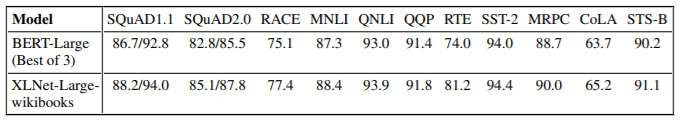 Model SQuAD1.1 SQuAD2.0 RACE MNLI QNLI QQP RTE SST-2 MRPC CoLA STS-B
BERT-Large 86.7/92.8 82.8/85.5 75.1 87.3 93.0 91.4 74.0 94.0 88.7 63.7 90.2
(Best of 3)
XLNet-Large- 88.2/94.0 85.1/87.8 77.4 88.4 93.9 91.8 81.2 94.4 90.0 65.2 91.1
wikibooks